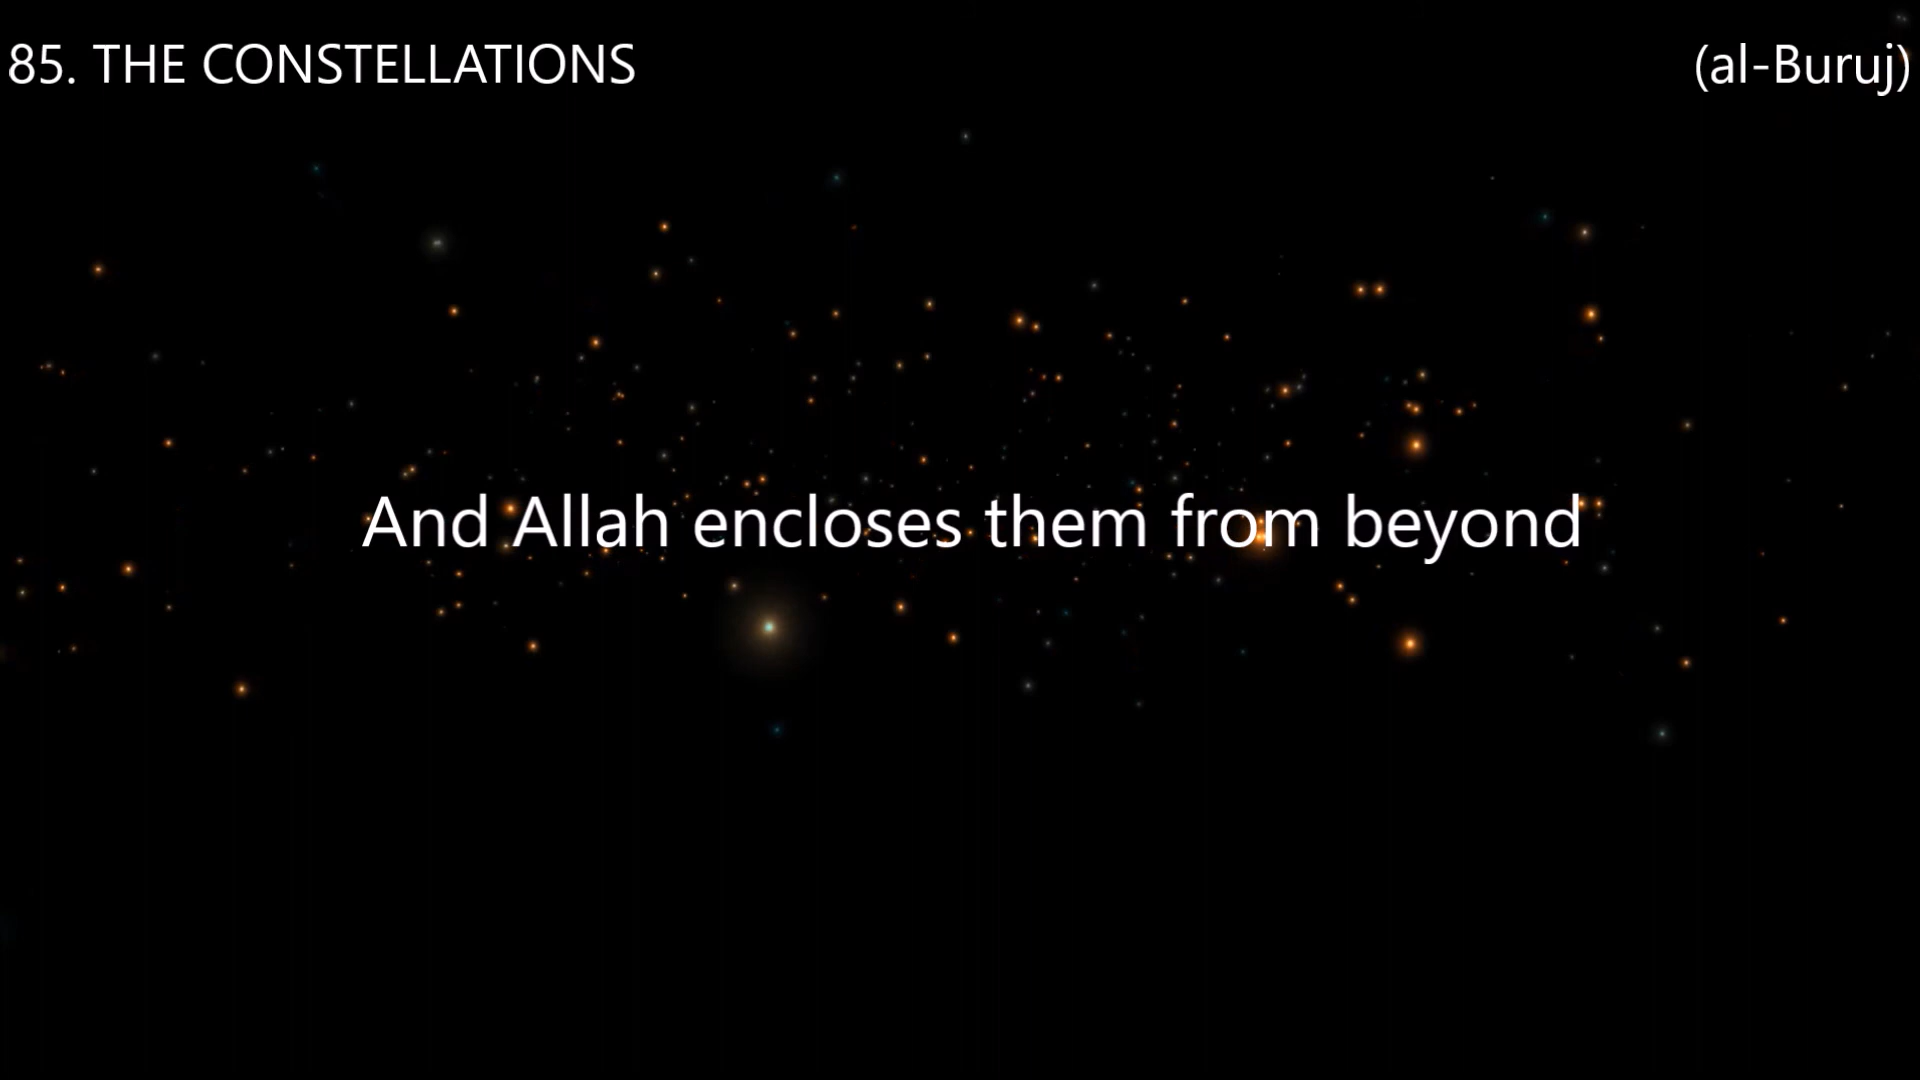 85. THE CONSTELLATIONS (al-Buruj)
And Allah encloses them from beyond